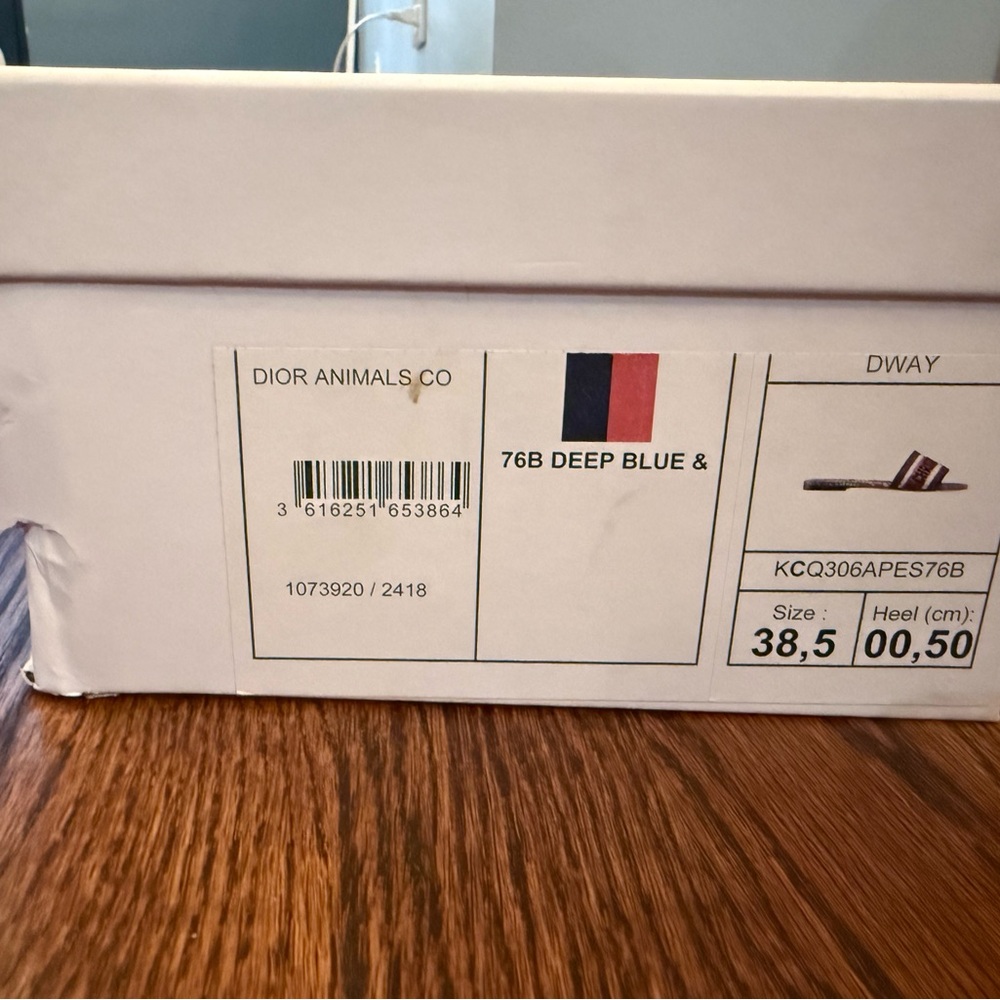 DIOR ANIMALS CO
3 616251 653864
1073920 / 2418
76B DEEP BLUE &
DWAY
KCQ306APES76B
Size :
38,5
Heel (cm):
00,50